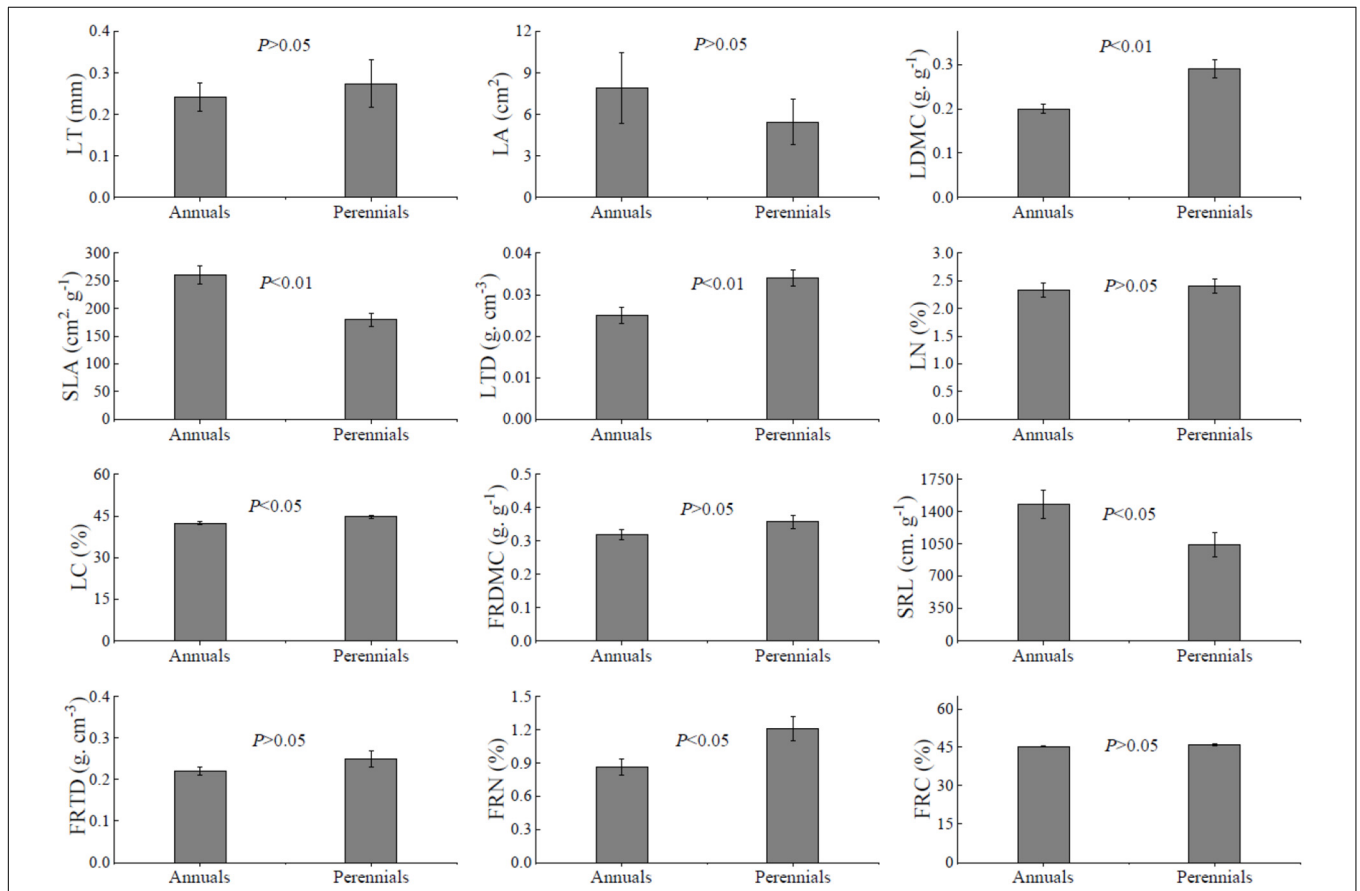 0.4
P>0.05
0.3
0.2
0.1
0.0
LT (mm)
Annuals
Perennials
12
P>0.05
9
6
3
0
LA (cm²)
Annuals
Perennials
P<0.01
0.3
0.2
0.1
0.0
LDMC (g. g⁻¹)
Annuals
Perennials
300
250
P<0.01
200
150
100
50
0
SLA (cm²· g⁻¹)
Annuals
Perennials
0.04
P<0.01
0.03
0.02
0.01
0.00
LTD (g. cm⁻³)
Annuals
Perennials
3.0
2.5
P>0.05
2.0
1.5
1.0
0.5
0.0
LN (%)
Annuals
Perennials
60
P<0.05
45
30
15
0
LC (%)
Annuals
Perennials
0.5
0.4
P>0.05
0.3
0.2
0.1
0.0
FRDMC (g. g⁻¹)
Annuals
Perennials
1750
1400
P<0.05
1050
700
350
0
SRL (cm. g⁻¹)
Annuals
Perennials
0.4
0.3
P>0.05
0.2
0.1
0.0
FRTD (g. cm⁻³)
Annuals
Perennials
1.5
1.2
P<0.05
0.9
0.6
0.3
0.0
FRN (%)
Annuals
Perennials
60
45
P>0.05
30
15
0
FRC (%)
Annuals
Perennials